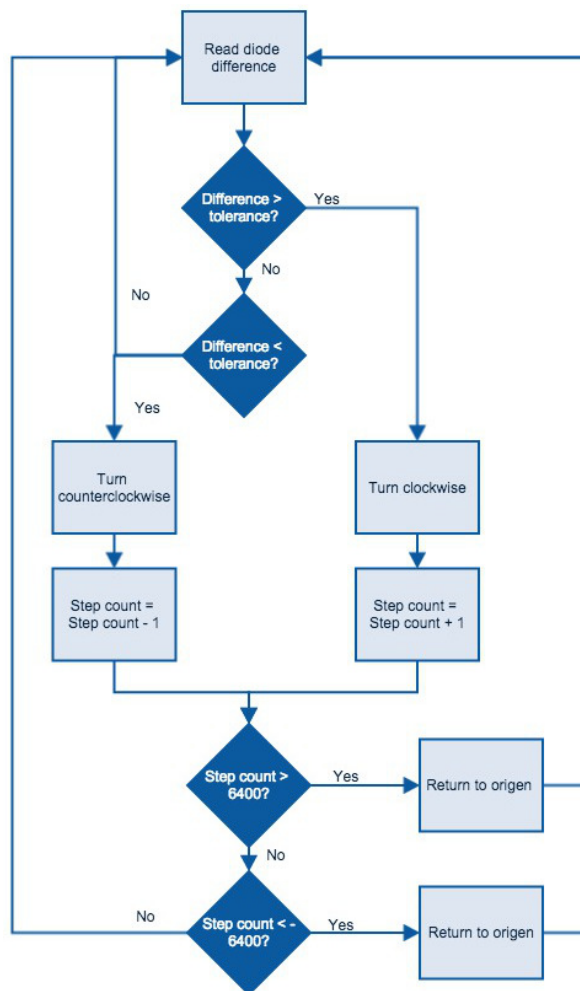 Read diode
difference
Difference >
tolerance?
Yes
No
Difference <
tolerance?
No
Yes
Turn
counterclockwise
Turn clockwise
Step count =
Step count - 1
Step count =
Step count + 1
Step count >
6400?
Yes
Return to origen
No
Step count < -
6400?
No
Yes
Return to origen